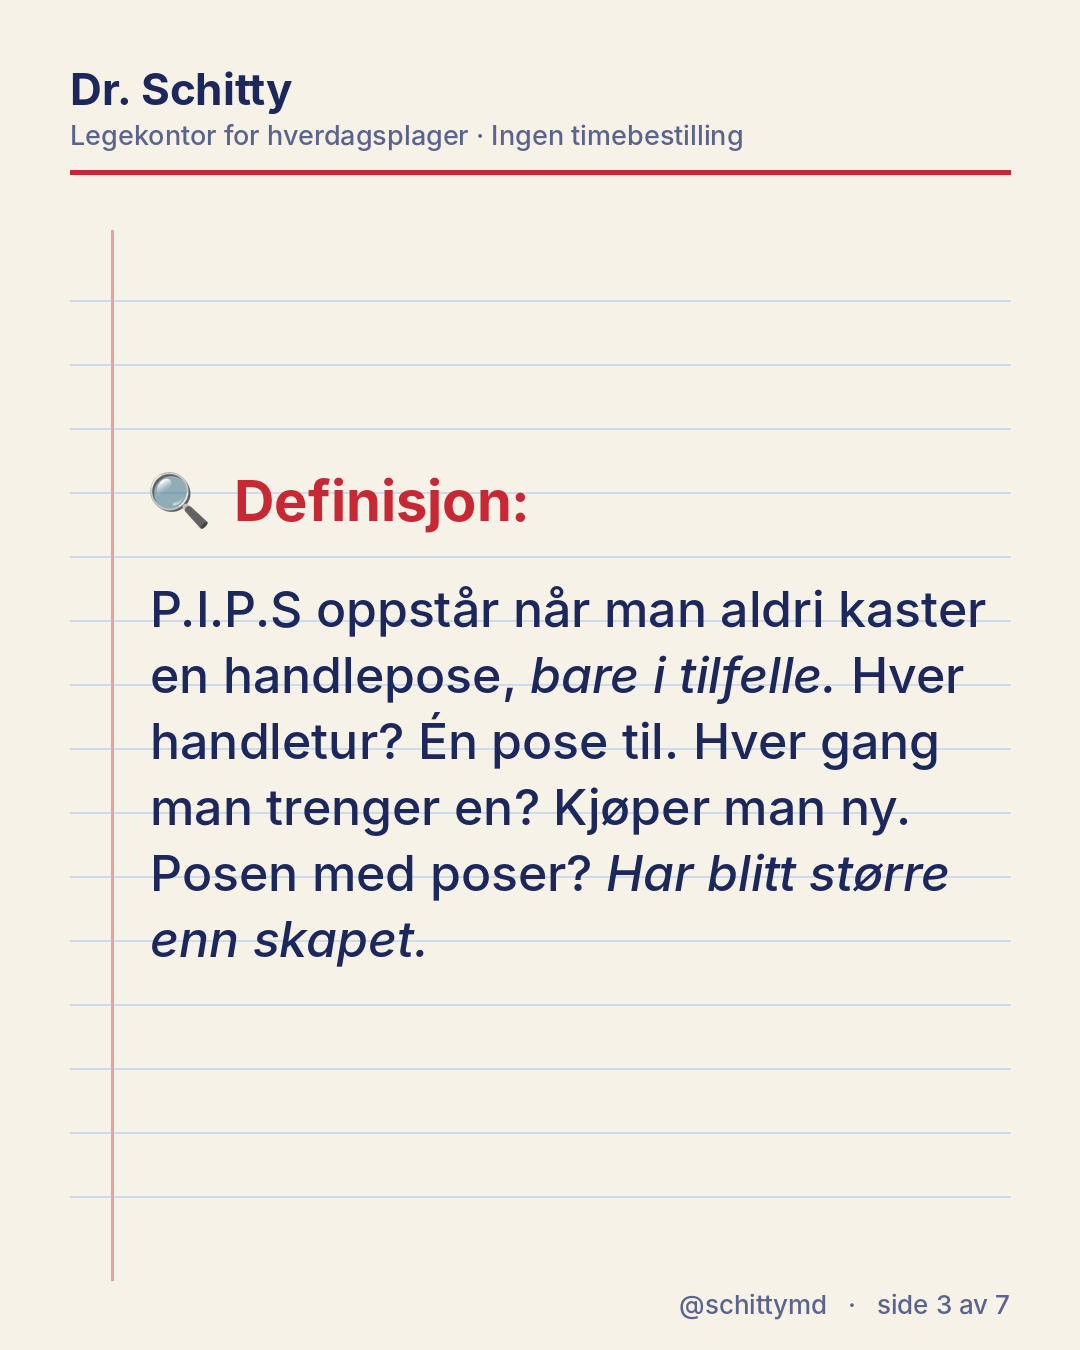 Dr. Schitty
Legekontor for hverdagsplager · Ingen timebestilling
🔍 Definisjon:
P.I.P.S oppstår når man aldri kaster
en handlepose, bare i tilfelle. Hver
handletur? Én pose til. Hver gang
man trenger en? Kjøper man ny.
Posen med poser? Har blitt større
enn skapet.
@schittymd · side 3 av 7